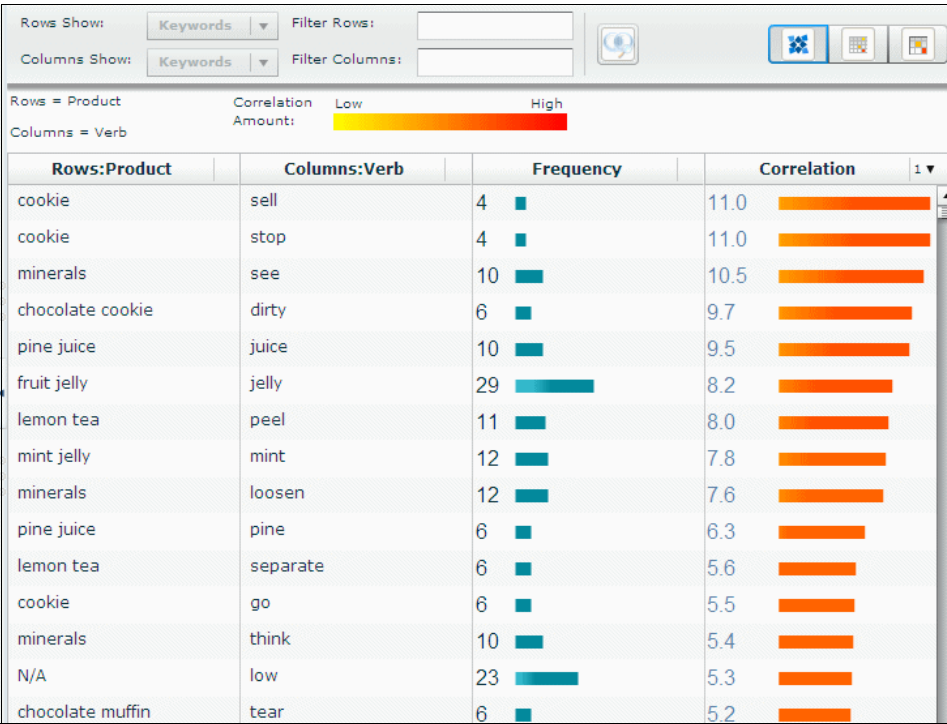 Rows Show: Keywords ▼ Filter Rows:
Columns Show: Keywords ▼ Filter Columns:
Rows = Product Correlation Low High
Amount:
Columns = Verb
Rows:Product Columns:Verb Frequency Correlation 1 ▼
cookie sell 4 11.0
cookie stop 4 11.0
minerals see 10 10.5
chocolate cookie dirty 6 9.7
pine juice juice 10 9.5
fruit jelly jelly 29 8.2
lemon tea peel 11 8.0
mint jelly mint 12 7.8
minerals loosen 12 7.6
pine juice pine 6 6.3
lemon tea separate 6 5.6
cookie go 6 5.5
minerals think 10 5.4
N/A low 23 5.3
chocolate muffin tear 6 5.2